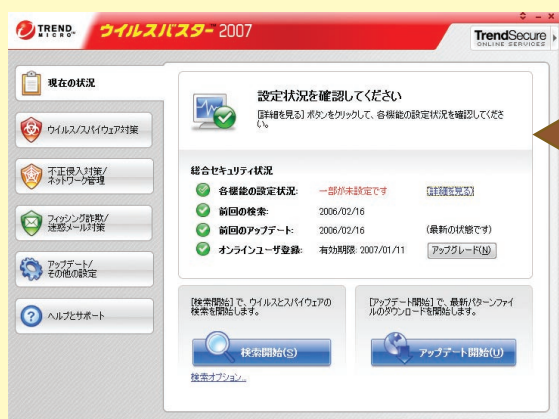 TREND MICRO
ウイルスバスター 2007
TrendSecure
ONLINE SERVICES
現在の状況
ウイルス/スパイウェア対策
不正侵入対策/
ネットワーク管理
フィッシング詐欺/
迷惑メール対策
アップデート/
その他の設定
ヘルプとサポート
設定状況を確認してください
[詳細を見る] ボタンをクリックして、各機能の設定状況を確認してくださ
い。
総合セキュリティ状況
各機能の設定状況: 一部が未設定です [詳細を見る]
前回の検索: 2006/02/16
前回のアップデート: 2006/02/16 (最新の状態です)
オンラインユーザ登録: 有効期限: 2007/01/11 アップグレード(N)
[検索開始] で、ウイルスとスパイウェアの
検索を開始します。
検索開始(S)
検索オプション...
[アップデート開始] で、最新パターンファイ
ルのダウンロードを開始します。
アップデート開始(U)